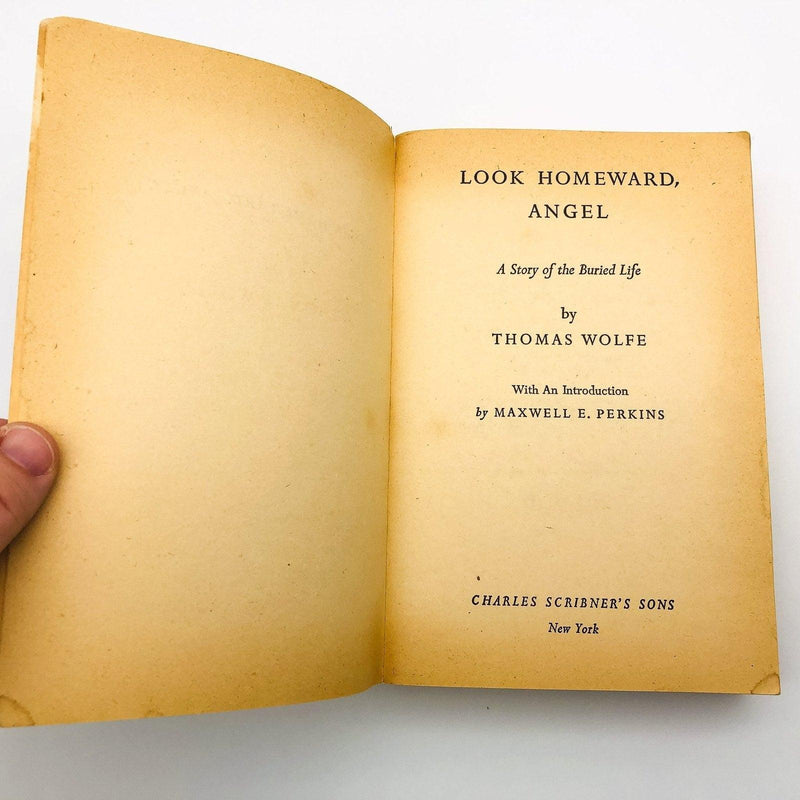 LOOK HOMEWARD,
ANGEL
A Story of the Buried Life
by
THOMAS WOLFE
With An Introduction
by MAXWELL E. PERKINS
CHARLES SCRIBNER'S SONS
New York